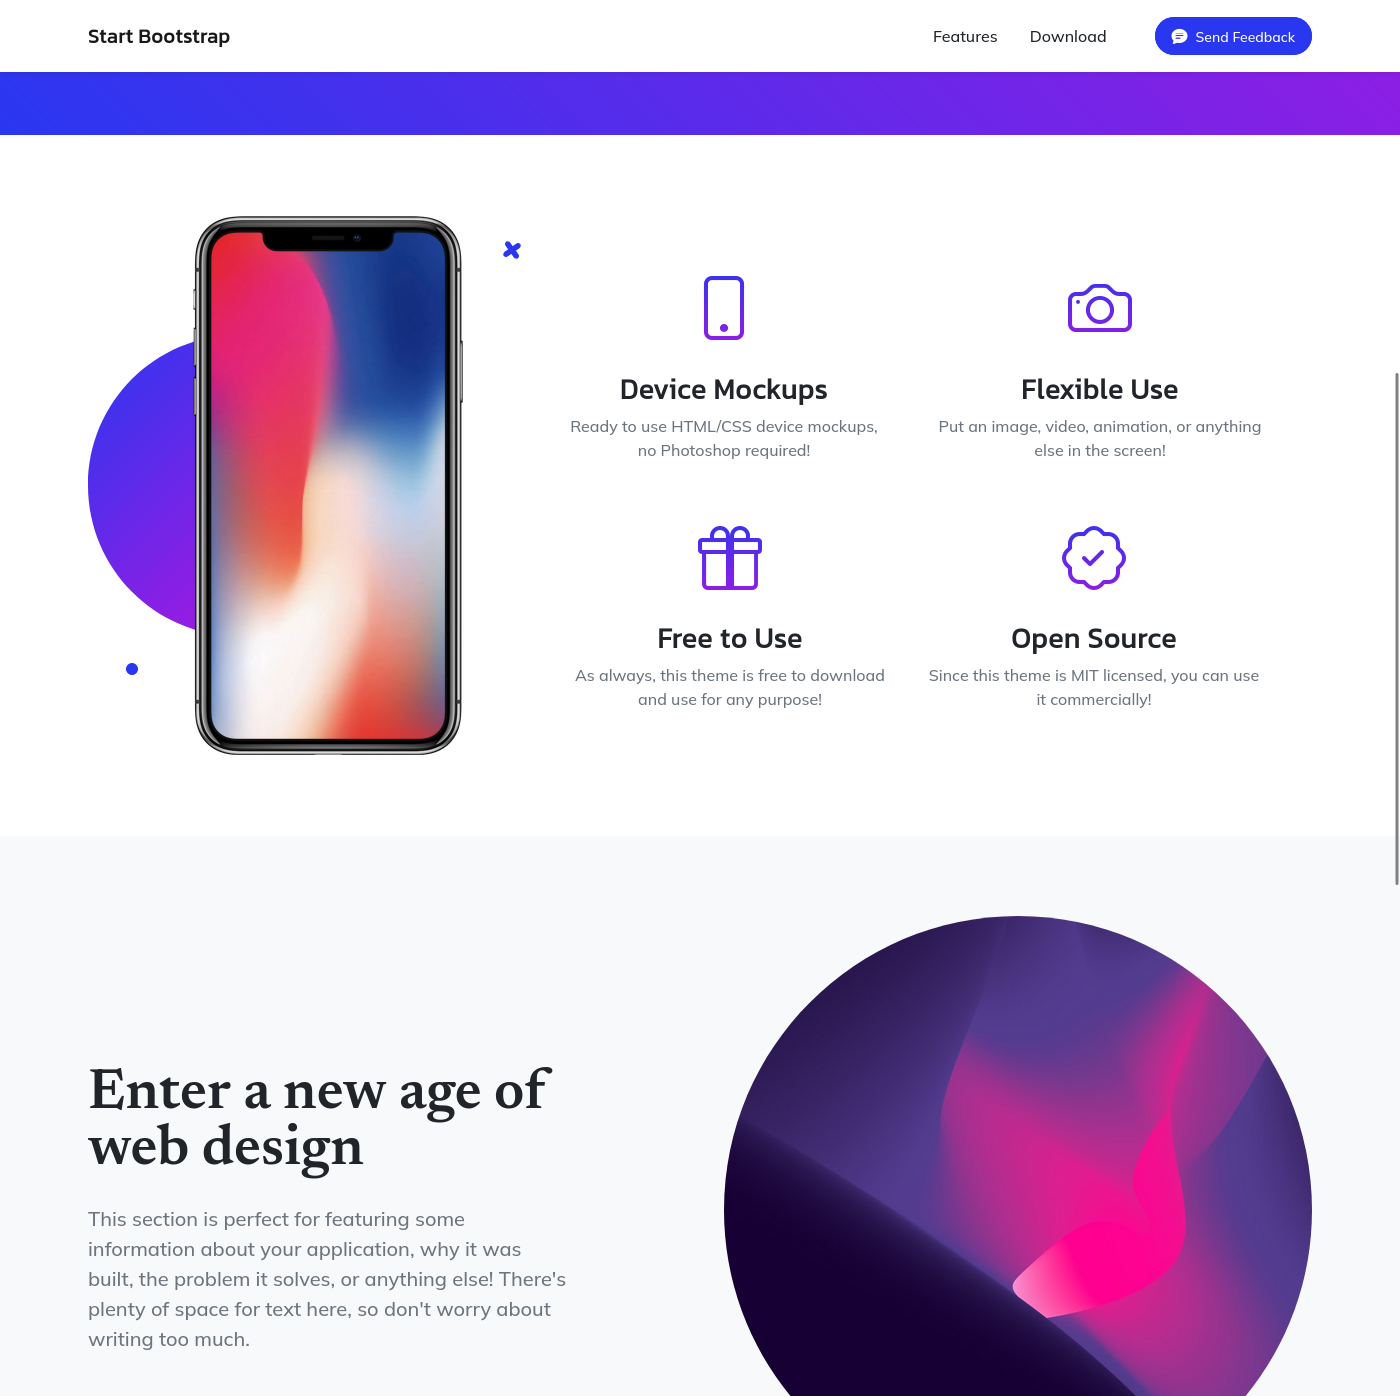 Start Bootstrap
Features
Download
Send Feedback
Device Mockups
Ready to use HTML/CSS device mockups,
no Photoshop required!
Flexible Use
Put an image, video, animation, or anything
else in the screen!
Free to Use
As always, this theme is free to download
and use for any purpose!
Open Source
Since this theme is MIT licensed, you can use
it commercially!
Enter a new age of
web design
This section is perfect for featuring some
information about your application, why it was
built, the problem it solves, or anything else! There's
plenty of space for text here, so don't worry about
writing too much.